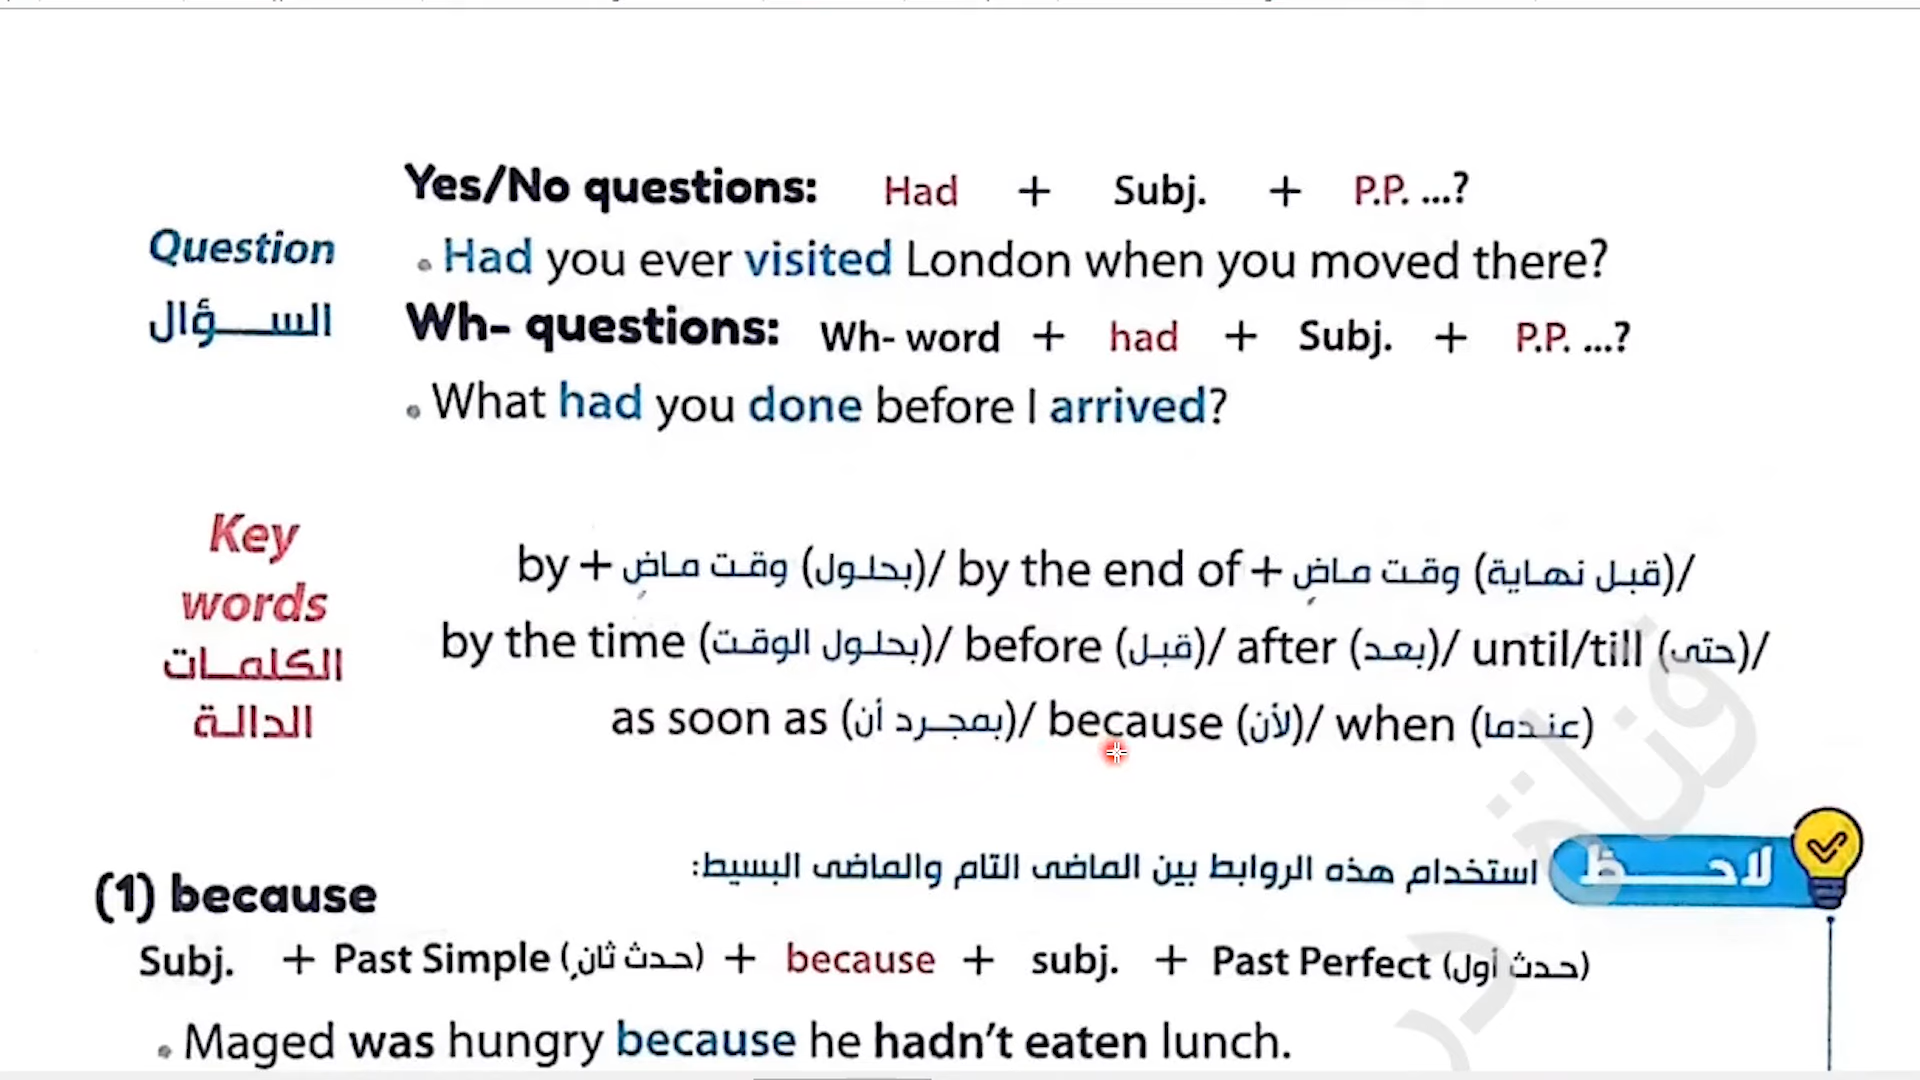 Yes/No questions: Had + Subj. + P.P. ...?
Question
• Had you ever visited London when you moved there?
السؤال
Wh- questions: Wh- word + had + Subj. + P.P. ...?
• What had you done before I arrived?
Key words
الكلمات الدالة
by + وقت ماضٍ (بحلول)/ by the end of + وقت ماضٍ (قبل نهاية)/
by the time (بحلول الوقت)/ before (قبل)/ after (بعد)/ until/till (حتى)/
as soon as (بمجرد أن)/ because (لأن)/ when (عندما)
لاحظ استخدام هذه الروابط بين الماضى التام والماضى البسيط:
(1) because
Subj. + Past Simple (حدث ثانٍ) + because + subj. + Past Perfect (حدث أول)
• Maged was hungry because he hadn't eaten lunch.
قناة در